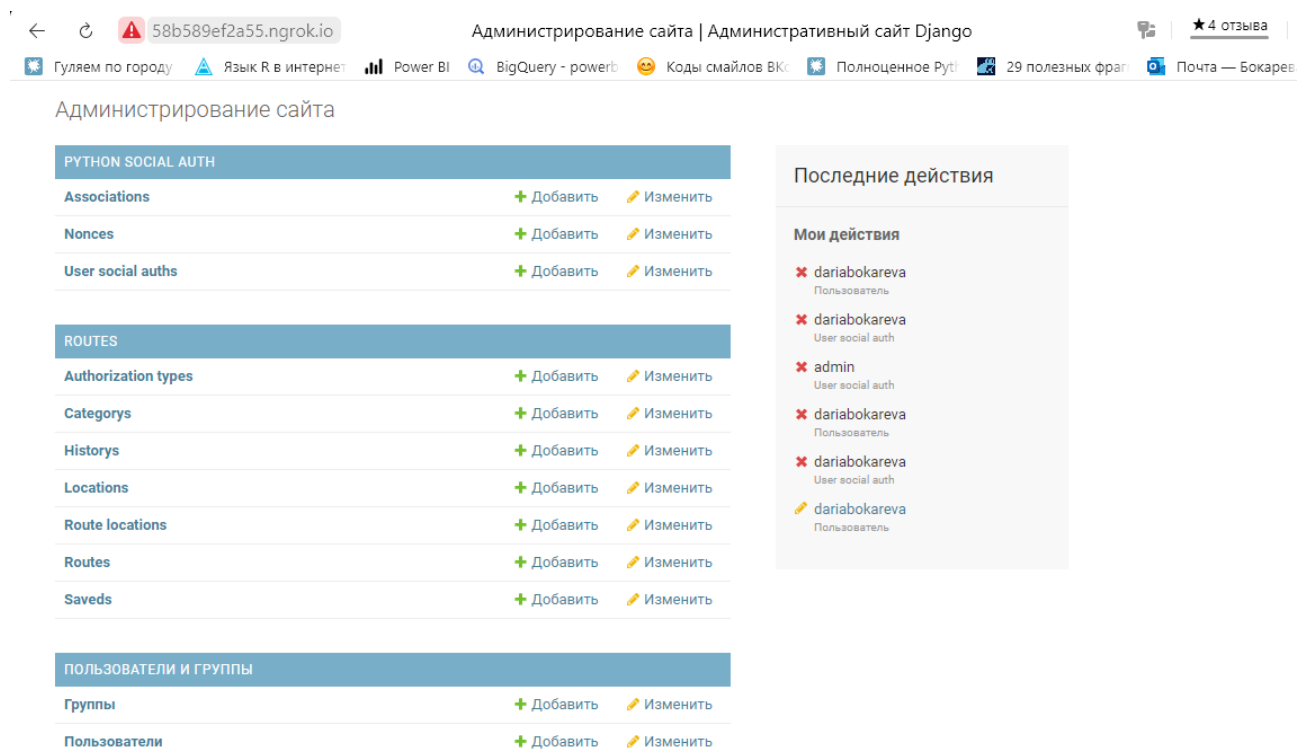 58b589ef2a55.ngrok.io Администрирование сайта | Административный сайт Django ★4 отзыва
Гуляем по городу Язык R в интернет Power BI BigQuery - powerb Коды смайлов ВКо Полноценное Pyth 29 полезных фраг Почта — Бокарев
Администрирование сайта
PYTHON SOCIAL AUTH
Associations Добавить Изменить
Nonces Добавить Изменить
User social auths Добавить Изменить
ROUTES
Authorization types Добавить Изменить
Categorys Добавить Изменить
Historys Добавить Изменить
Locations Добавить Изменить
Route locations Добавить Изменить
Routes Добавить Изменить
Saveds Добавить Изменить
ПОЛЬЗОВАТЕЛИ И ГРУППЫ
Группы Добавить Изменить
Пользователи Добавить Изменить
Последние действия
Мои действия
dariabokareva
Пользователь
dariabokareva
User social auth
admin
User social auth
dariabokareva
Пользователь
dariabokareva
User social auth
dariabokareva
Пользователь